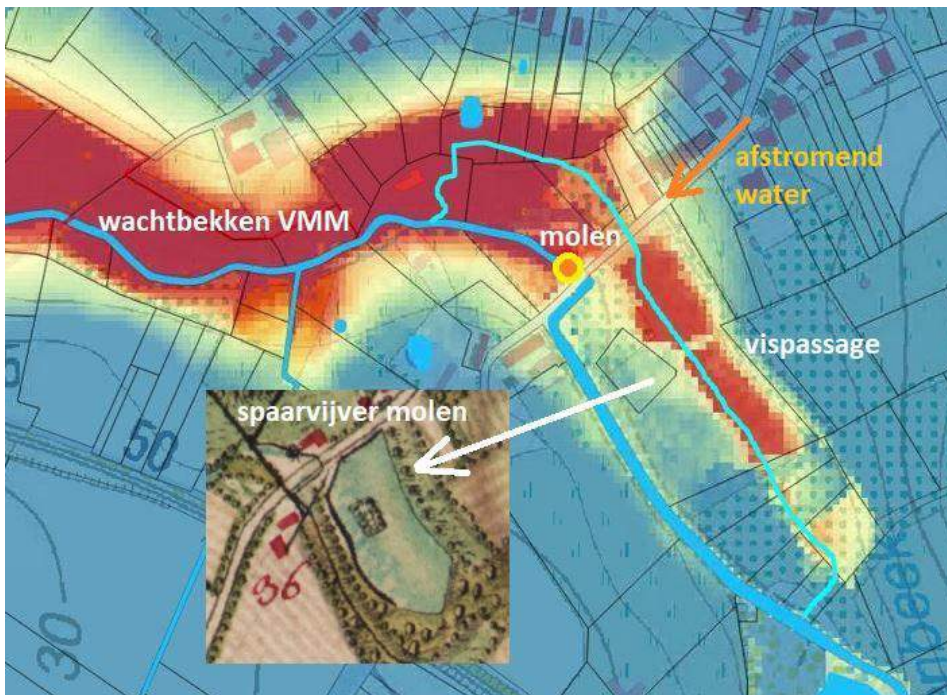 afstromend
water
wachtbekken VMM
molen
vispassage
spaarvijver molen
50
36
30